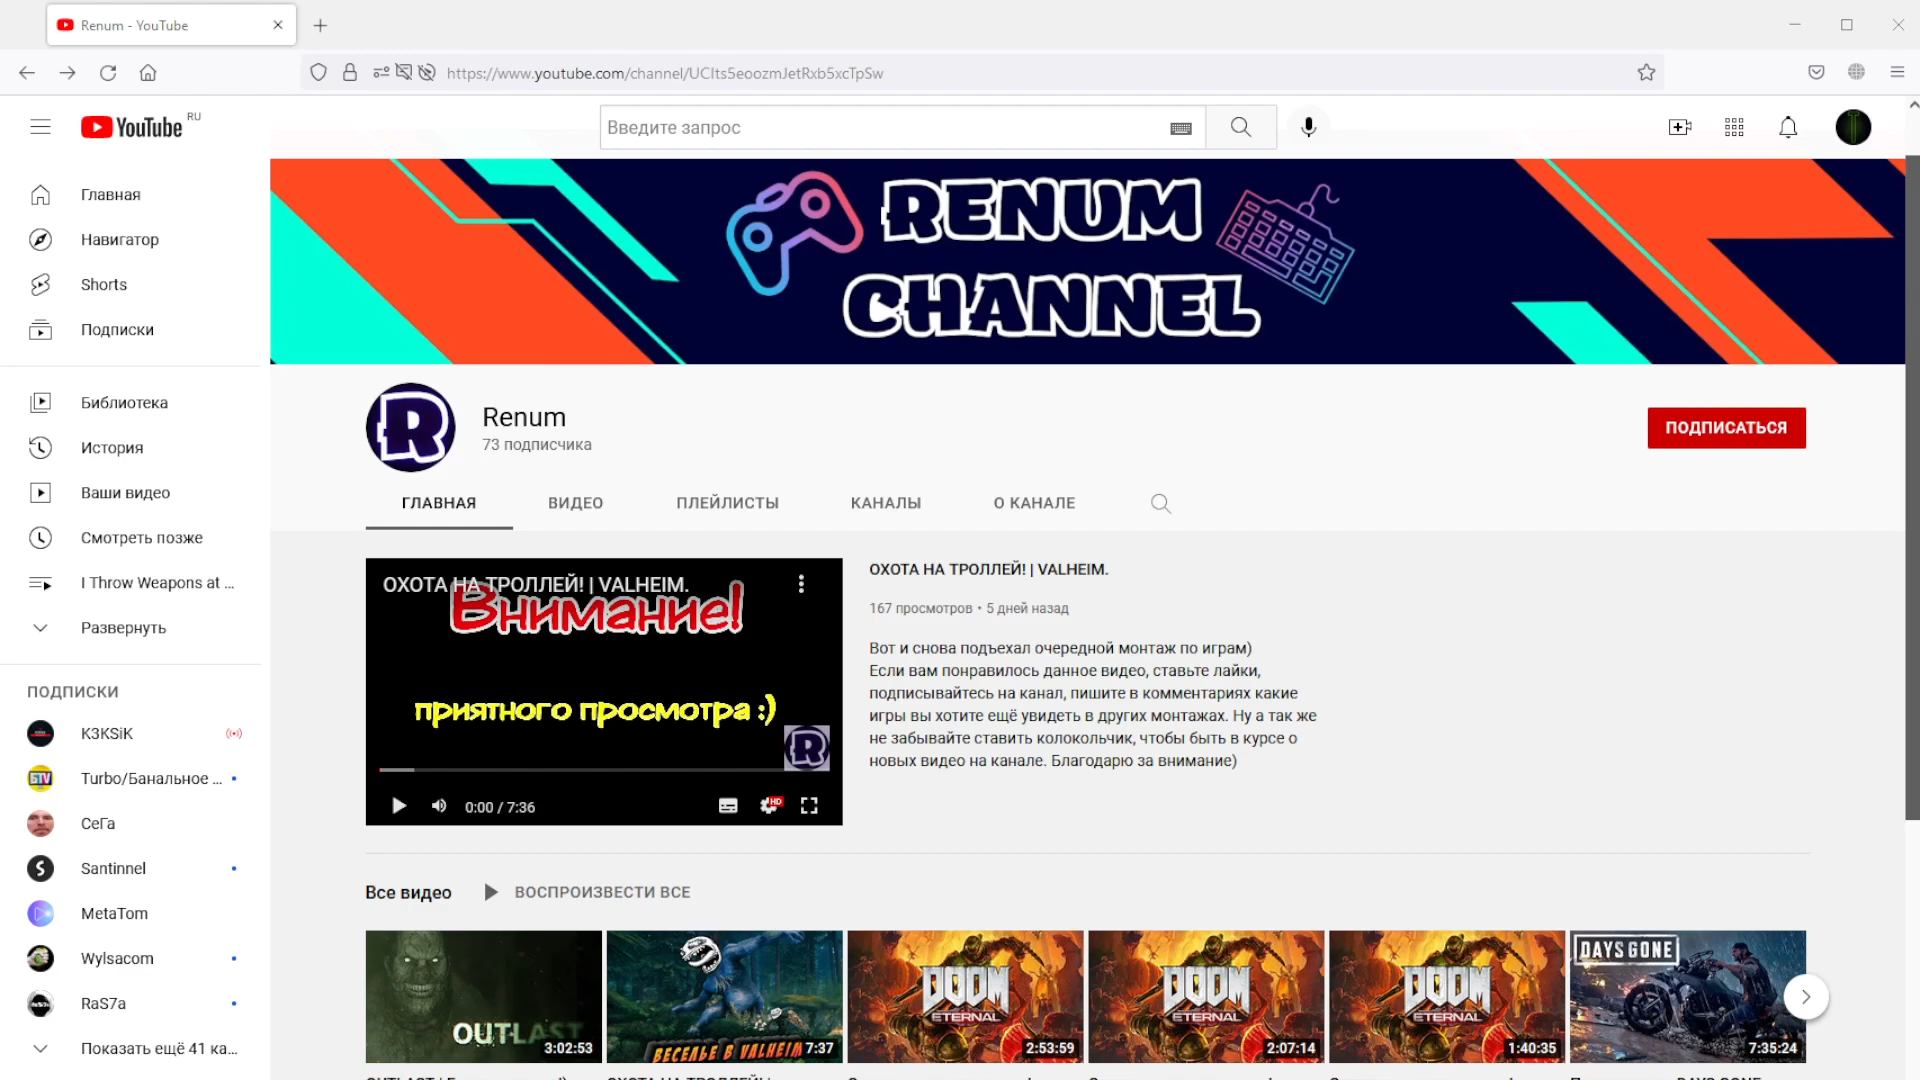 Renum - YouTube
https://www.youtube.com/channel/UCIts5eoozmJetRxb5xcTpSw
YouTube RU
Введите запрос
Главная
Навигатор
Shorts
Подписки
Библиотека
История
Ваши видео
Смотреть позже
I Throw Weapons at ...
Развернуть
ПОДПИСКИ
K3KSiK
Turbo/Банальное ...
СеГа
Santinnel
MetaTom
Wylsacom
RaS7a
Показать ещё 41 ка...
RENUM
CHANNEL
Renum
73 подписчика
ПОДПИСАТЬСЯ
ГЛАВНАЯ
ВИДЕО
ПЛЕЙЛИСТЫ
КАНАЛЫ
О КАНАЛЕ
ОХОТА НА ТРОЛЛЕЙ! | VALHEIM.
Внимание!
приятного просмотра :)
0:00 / 7:36
HD
ОХОТА НА ТРОЛЛЕЙ! | VALHEIM.
167 просмотров • 5 дней назад
Вот и снова подъехал очередной монтаж по играм)
Если вам понравилось данное видео, ставьте лайки,
подписывайтесь на канал, пишите в комментариях какие
игры вы хотите ещё увидеть в других монтажах. Ну а так же
не забывайте ставить колокольчик, чтобы быть в курсе о
новых видео на канале. Благодарю за внимание)
Все видео
ВОСПРОИЗВЕСТИ ВСЕ
OUTLAST
3:02:53
ВЕСЕЛЬЕ В VALHEIM
7:37
DOOM
ETERNAL
2:53:59
DOOM
ETERNAL
2:07:14
DOOM
ETERNAL
1:40:35
DAYS GONE
7:35:24